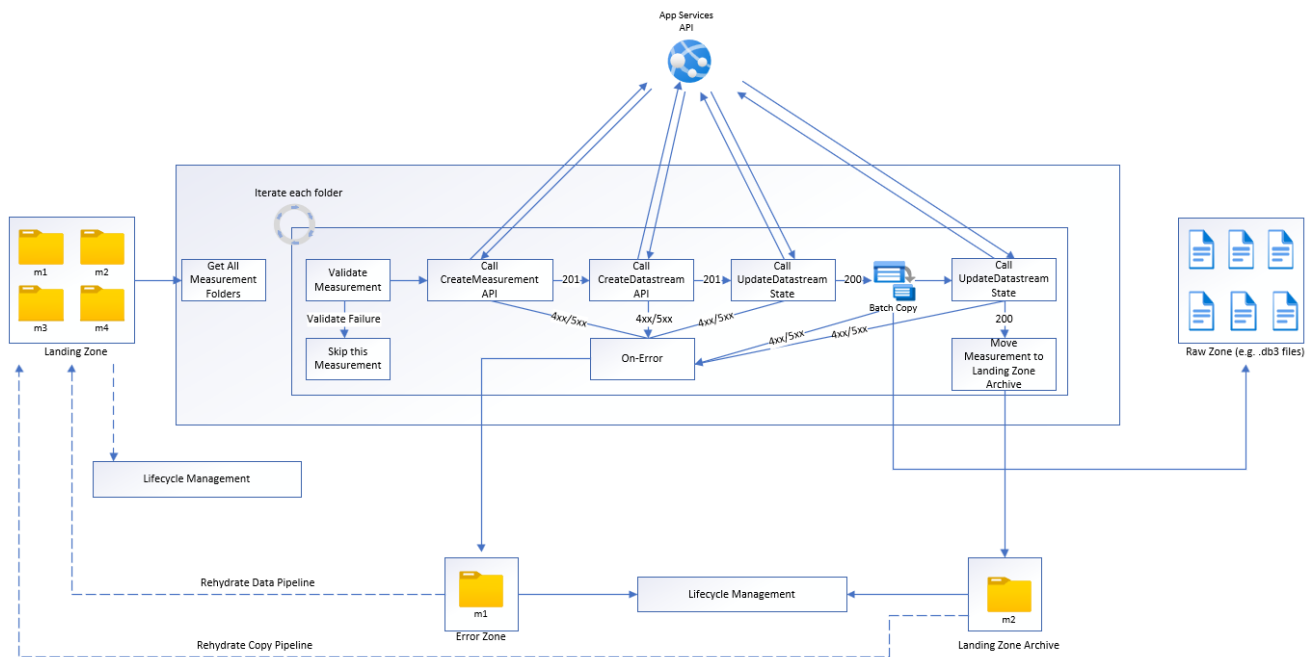 App Services
API
Iterate each folder
m1
m2
m3
m4
Landing Zone
Get All
Measurement
Folders
Validate
Measurement
Validate Failure
Skip this
Measurement
Call
CreateMeasurement
API
201
Call
CreateDatastream
API
201
Call
UpdateDatastream
State
200
Batch Copy
Call
UpdateDatastream
State
200
4xx/5xx
4xx/5xx
4xx/5xx
4xx/5xx
4xx/5xx
On-Error
Move
Measurement to
Landing Zone
Archive
Raw Zone (e.g. .db3 files)
Lifecycle Management
Rehydrate Data Pipeline
m1
Error Zone
Lifecycle Management
m2
Landing Zone Archive
Rehydrate Copy Pipeline